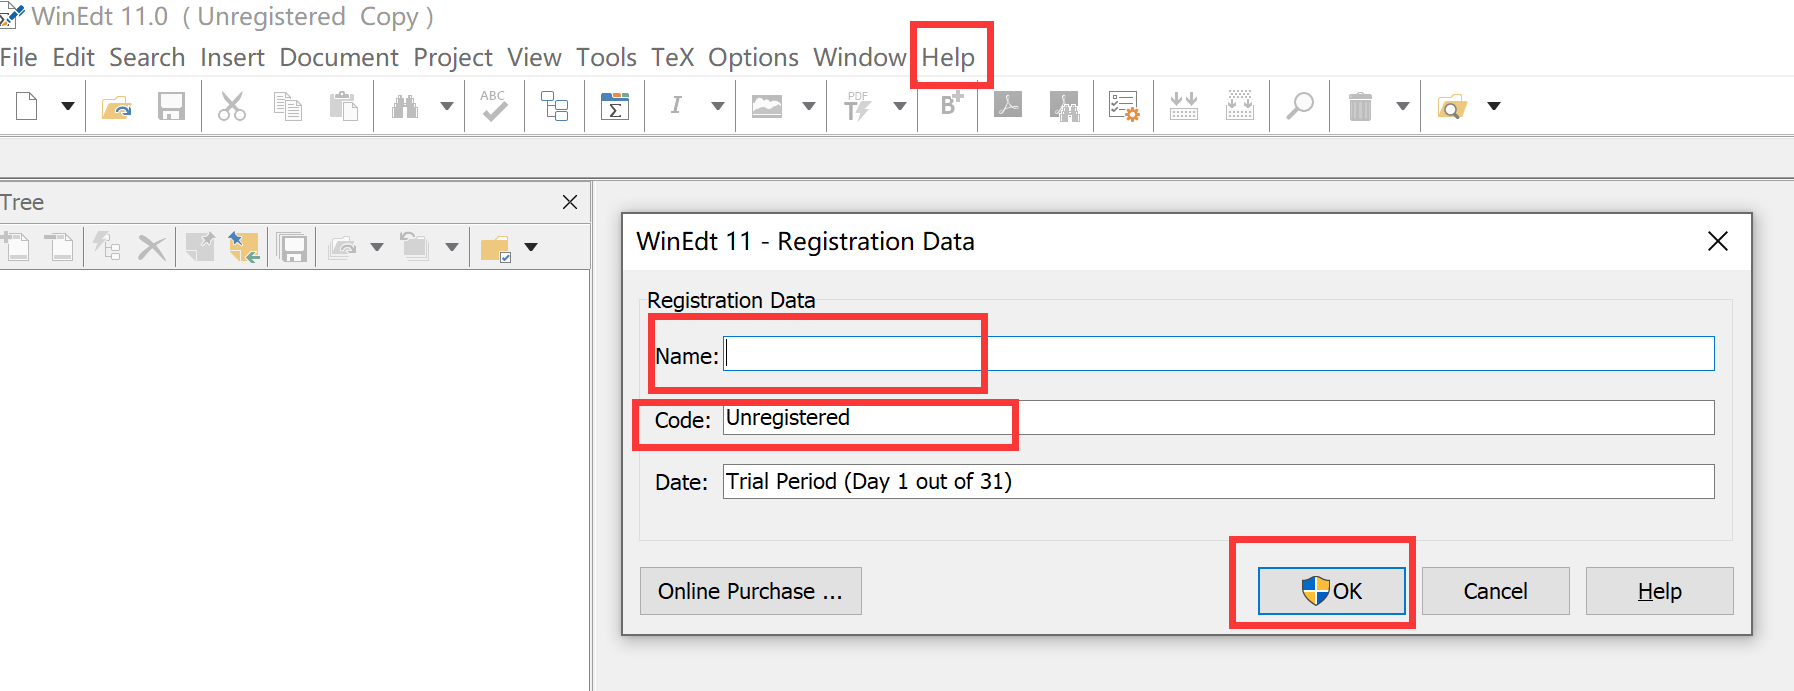 WinEdt 11.0 ( Unregistered Copy )
File Edit Search Insert Document Project View Tools TeX Options Window Help
ABC
PDF
Tree
WinEdt 11 - Registration Data
Registration Data
Name:
Code: Unregistered
Date: Trial Period (Day 1 out of 31)
Online Purchase ... OK Cancel Help